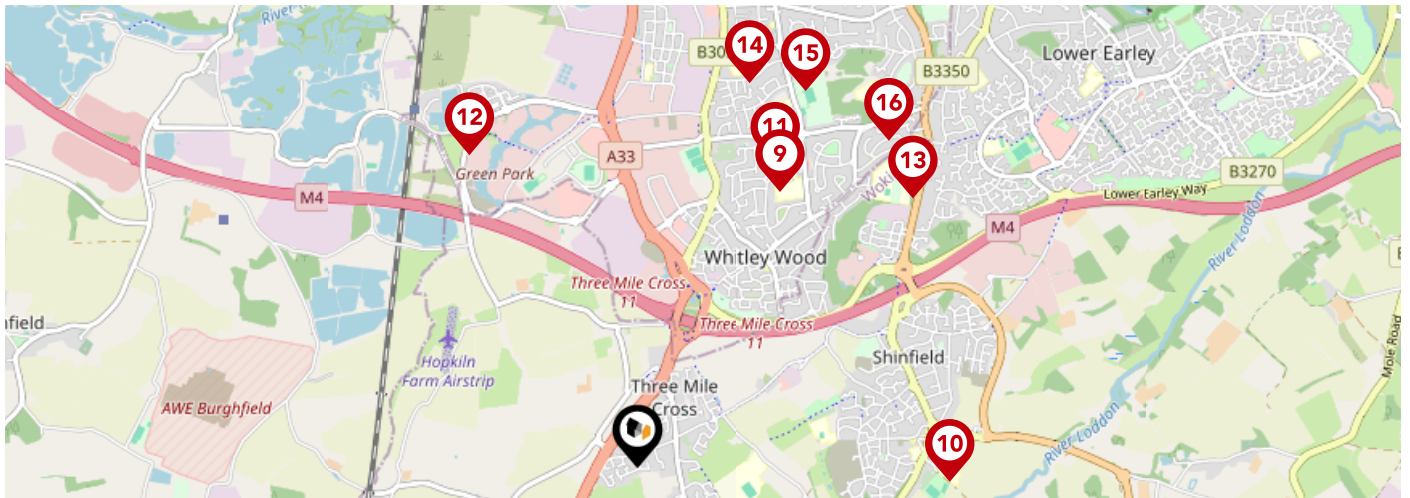 River
14
15
B30
B3350
Lower Earley
12
16
11
9
13
A33
Green Park
Woki
B3270
Lower Earley Way
M4
M4
River Loddon
Whitley Wood
Three Mile Cross
11
Three Mile Cross
11
nfield
Hopkiln
Farm Airstrip
Shinfield
Mole Road
Three Mile
Cross
AWE Burghfield
10
River Loddon